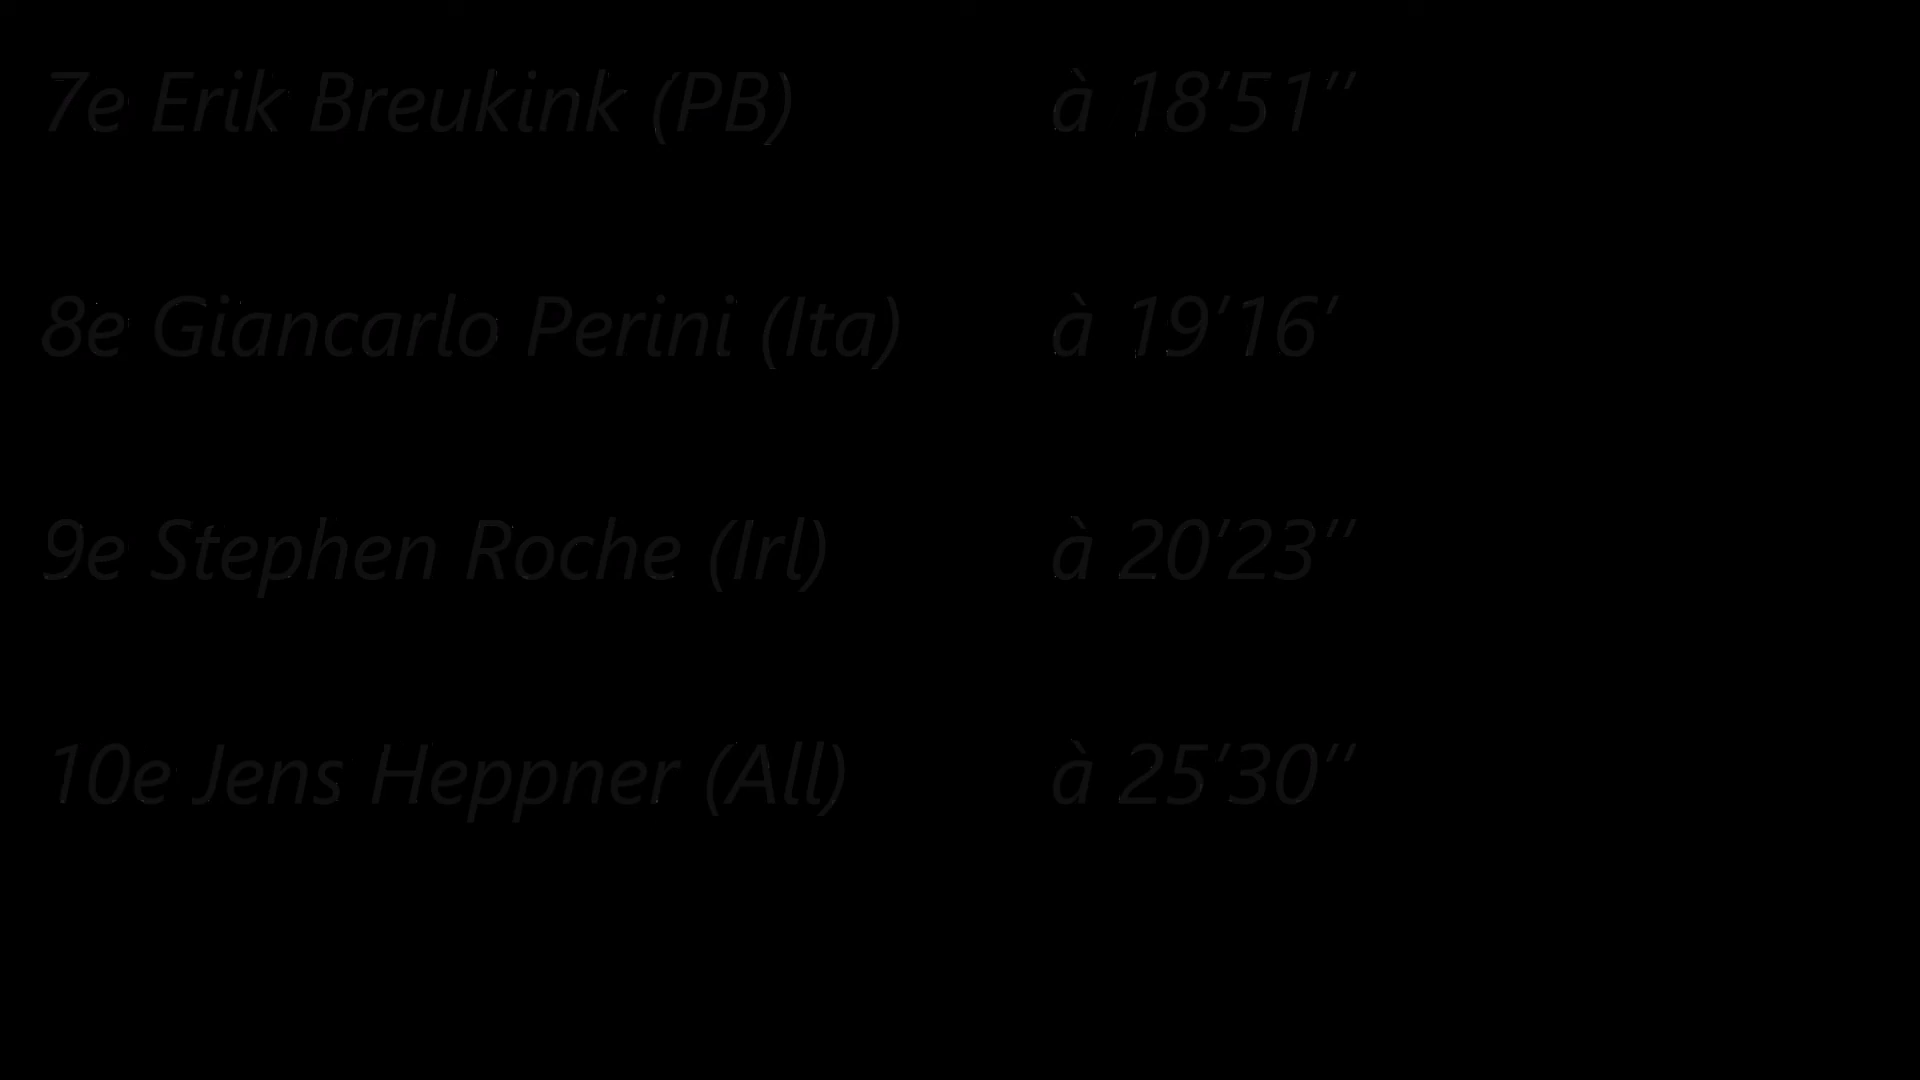 7e Erik Breukink (PB) à 18’51’’
8e Giancarlo Perini (Ita) à 19’16’
9e Stephen Roche (Irl) à 20’23’’
10e Jens Heppner (All) à 25’30’’